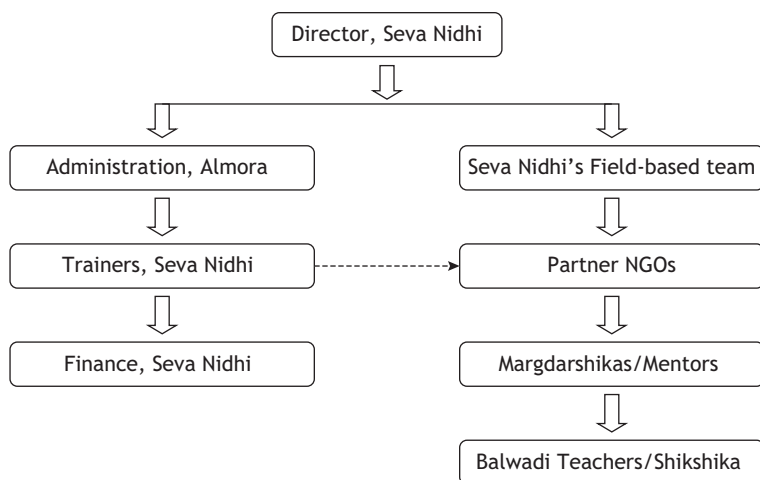 Director, Seva Nidhi
Administration, Almora
Seva Nidhi’s Field-based team
Trainers, Seva Nidhi
Partner NGOs
Finance, Seva Nidhi
Margdarshikas/Mentors
Balwadi Teachers/Shikshika